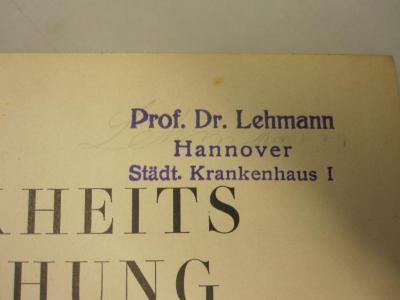 Prof. Dr. Lehmann
Hannover
Städt. Krankenhaus I
KHEITS
HUNG